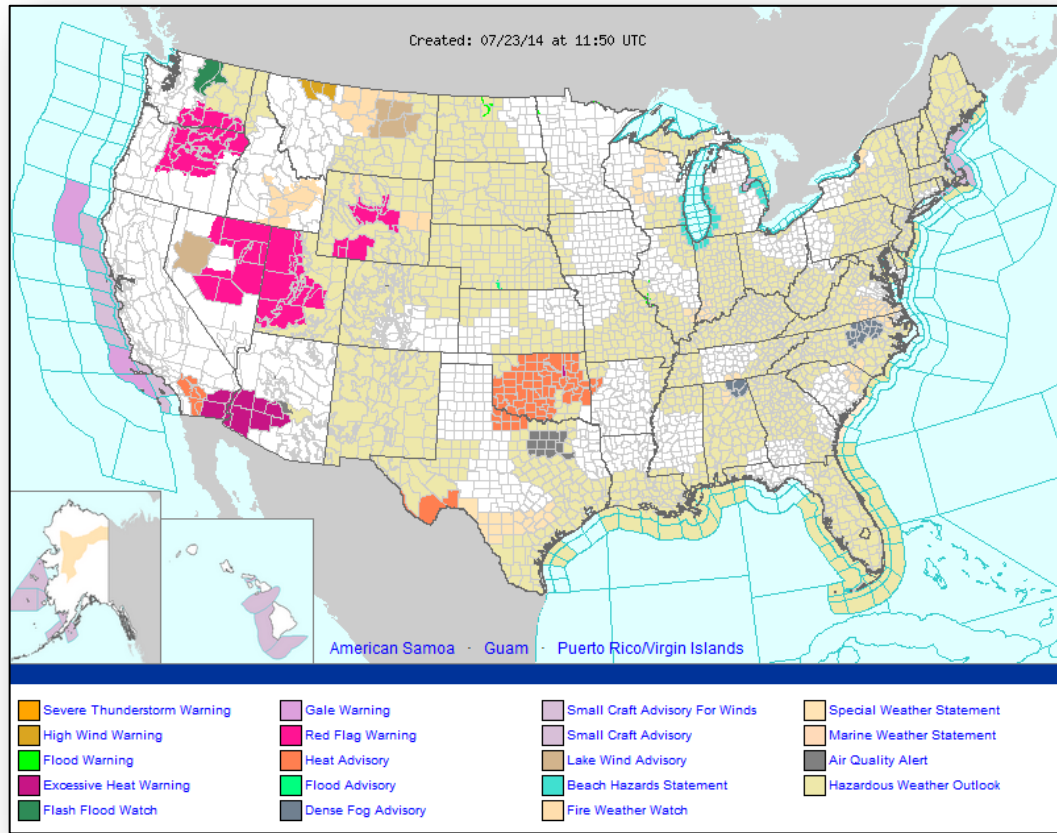 Created: 07/23/14 at 11:50 UTC
American Samoa - Guam - Puerto Rico/Virgin Islands
Severe Thunderstorm Warning
High Wind Warning
Flood Warning
Excessive Heat Warning
Flash Flood Watch
Gale Warning
Red Flag Warning
Heat Advisory
Flood Advisory
Dense Fog Advisory
Small Craft Advisory For Winds
Small Craft Advisory
Lake Wind Advisory
Beach Hazards Statement
Fire Weather Watch
Special Weather Statement
Marine Weather Statement
Air Quality Alert
Hazardous Weather Outlook